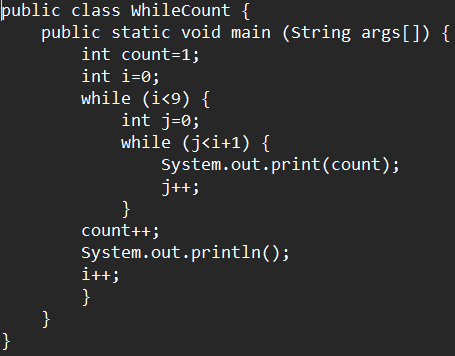 public class WhileCount {
    public static void main (String args[]) {
        int count=1;
        int i=0;
        while (i<9) {
            int j=0;
            while (j<i+1) {
                System.out.print(count);
                j++;
            }
        count++;
        System.out.println();
        i++;
        }
    }
}